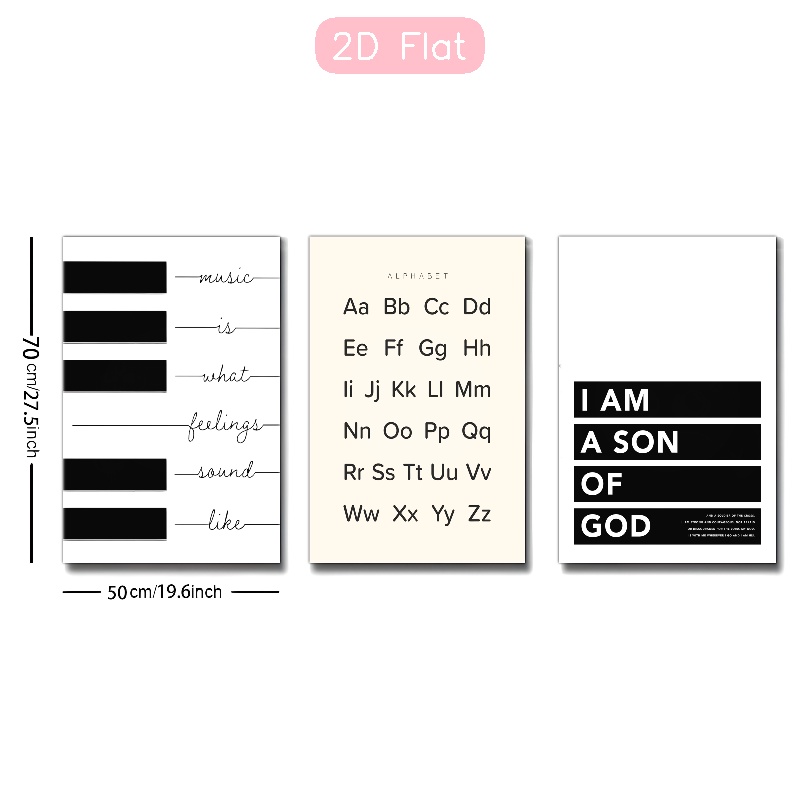 2D Flat
70cm/27.5inch
50cm/19.6inch
music
is
what
feelings
sound
like
ALPHABET
Aa Bb Cc Dd
Ee Ff Gg Hh
Ii Jj Kk Ll Mm
Nn Oo Pp Qq
Rr Ss Tt Uu Vv
Ww Xx Yy Zz
I AM
A SON
OF
GOD